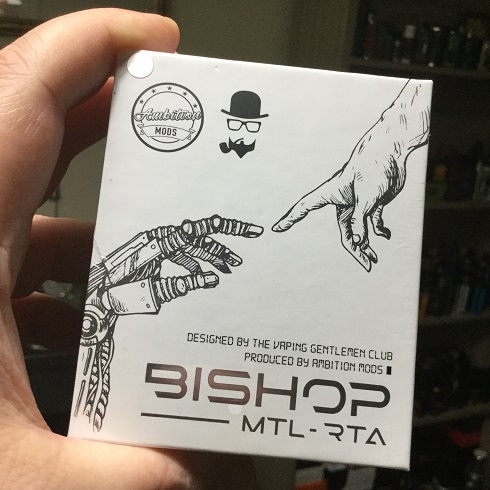 Ambition
MODS
DESIGNED BY THE VAPING GENTLEMEN CLUB
PRODUCED BY AMBITION MODS
BISHOP
MTL-RTA